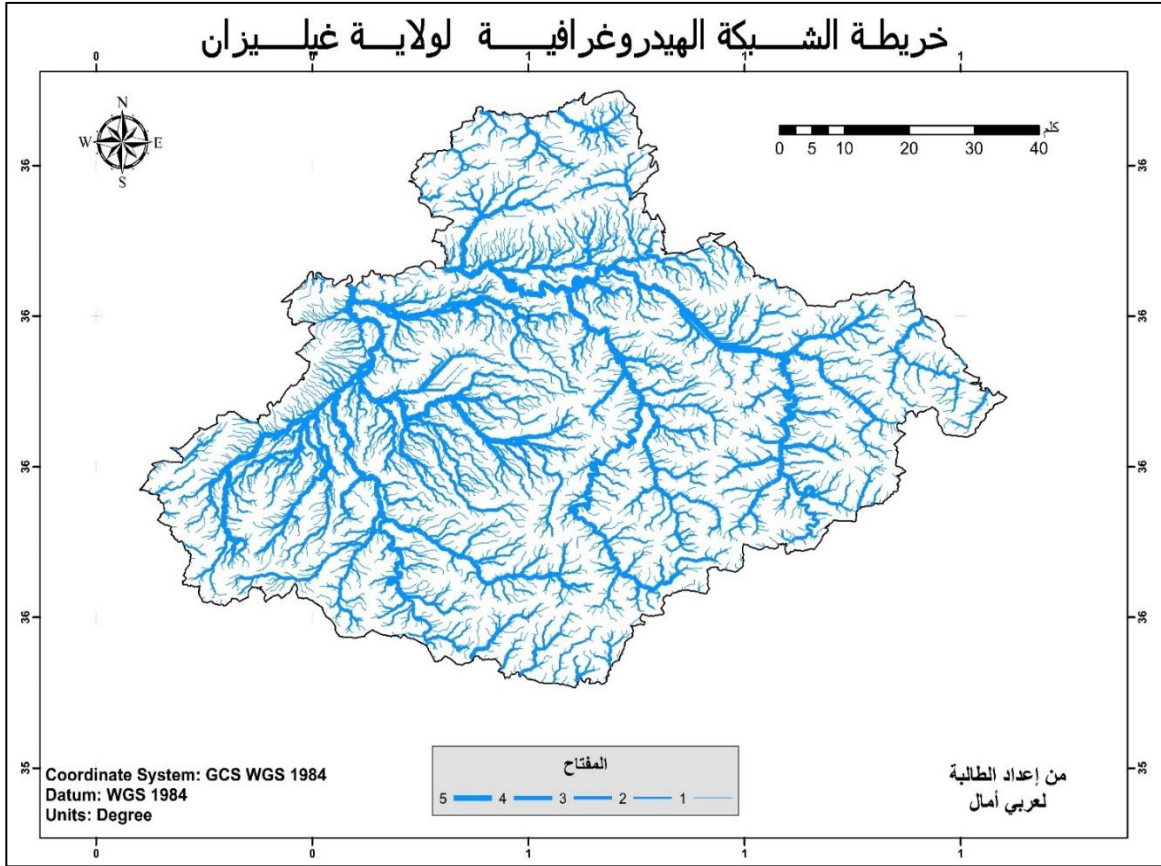 خريطة الشبكة الهيدروغرافية لولاية غيليزان
0 0 1 1 1
N
W E
S
كلم
0 5 10 20 30 40
36 36
36 36
36 36
36 36
35 35
المفتاح
5 4 3 2 1
Coordinate System: GCS WGS 1984
Datum: WGS 1984
Units: Degree
من إعداد الطالبة
لعربي أمال
0 0 1 1 1